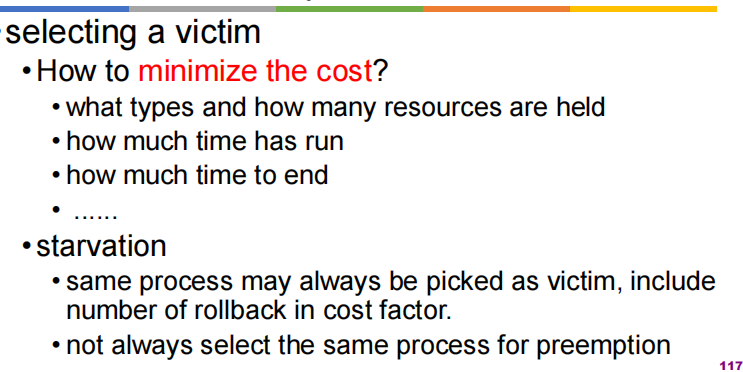 selecting a victim
• How to minimize the cost?
• what types and how many resources are held
• how much time has run
• how much time to end
• ......
• starvation
• same process may always be picked as victim, include
number of rollback in cost factor.
• not always select the same process for preemption
117